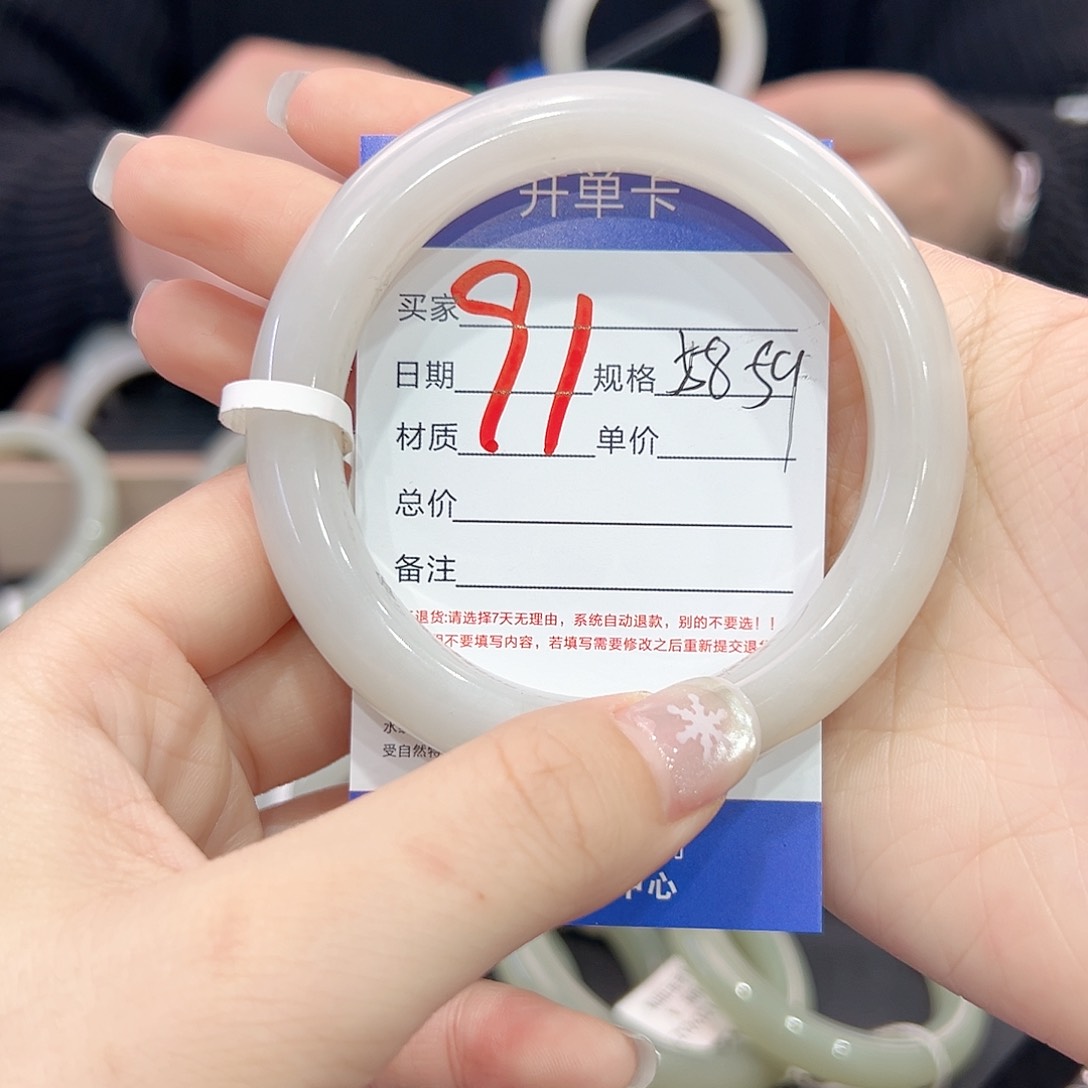 开单卡
买家
91
日期 规格 58 59
材质 单价
总价
备注
退货:请选择7天无理由，系统自动退款，别的不要选！！
不要填写内容，若填写需要修改之后重新提交退
受自然特
中心